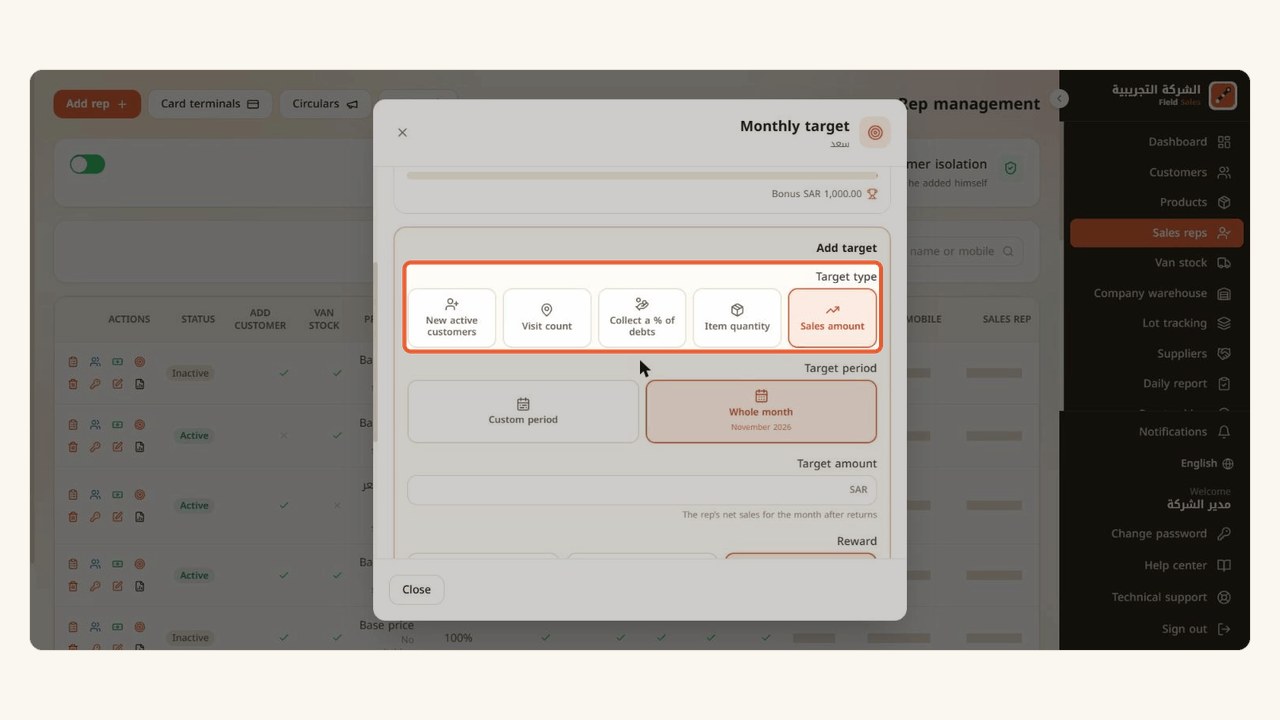 Add rep
Card terminals
Circulars
Rep management
الشركة التجريبية
Field Sales
Monthly target
سعد
mer isolation
he added himself
Bonus SAR 1,000.00
name or mobile
Add target
Target type
New active customers
Visit count
Collect a % of debts
Item quantity
Sales amount
Target period
Custom period
Whole month
November 2026
Target amount
SAR
The rep's net sales for the month after returns
Reward
Close
ACTIONS
STATUS
ADD CUSTOMER
VAN STOCK
MOBILE
SALES REP
Inactive
Active
Active
Active
Inactive
Base price
No
100%
Dashboard
Customers
Products
Sales reps
Van stock
Company warehouse
Lot tracking
Suppliers
Daily report
Notifications
English
Welcome
مدير الشركة
Change password
Help center
Technical support
Sign out